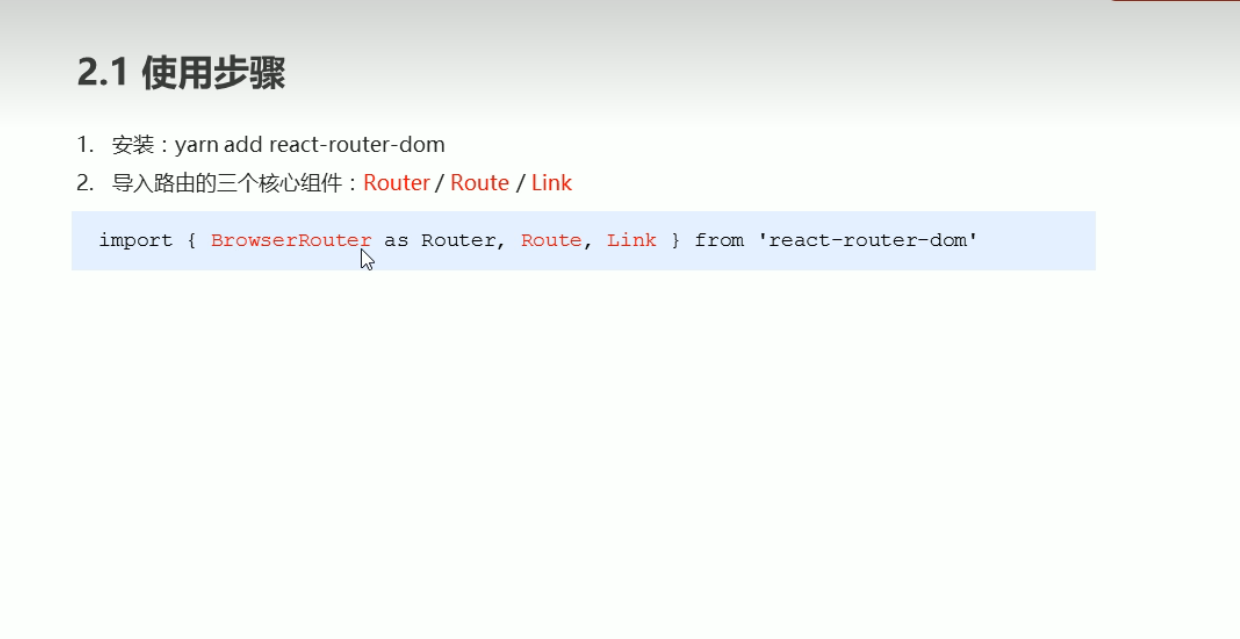 2.1 使用步骤
1. 安装：yarn add react-router-dom
2. 导入路由的三个核心组件：Router / Route / Link
import { BrowserRouter as Router, Route, Link } from 'react-router-dom'